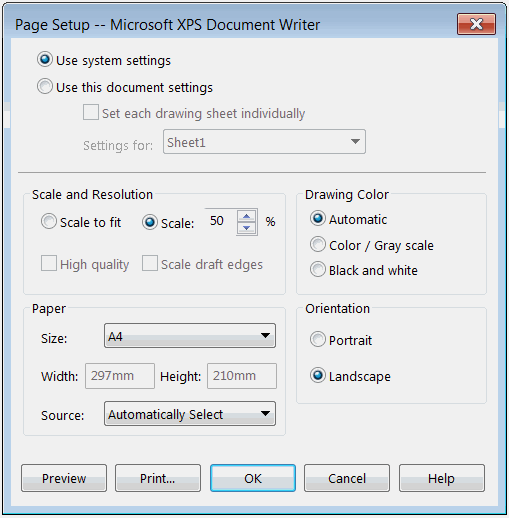 Page Setup -- Microsoft XPS Document Writer
Use system settings
Use this document settings
Set each drawing sheet individually
Settings for: Sheet1
Scale and Resolution
Scale to fit Scale: 50 %
High quality Scale draft edges
Drawing Color
Automatic
Color / Gray scale
Black and white
Paper
Size: A4
Width: 297mm Height: 210mm
Source: Automatically Select
Orientation
Portrait
Landscape
Preview Print... OK Cancel Help